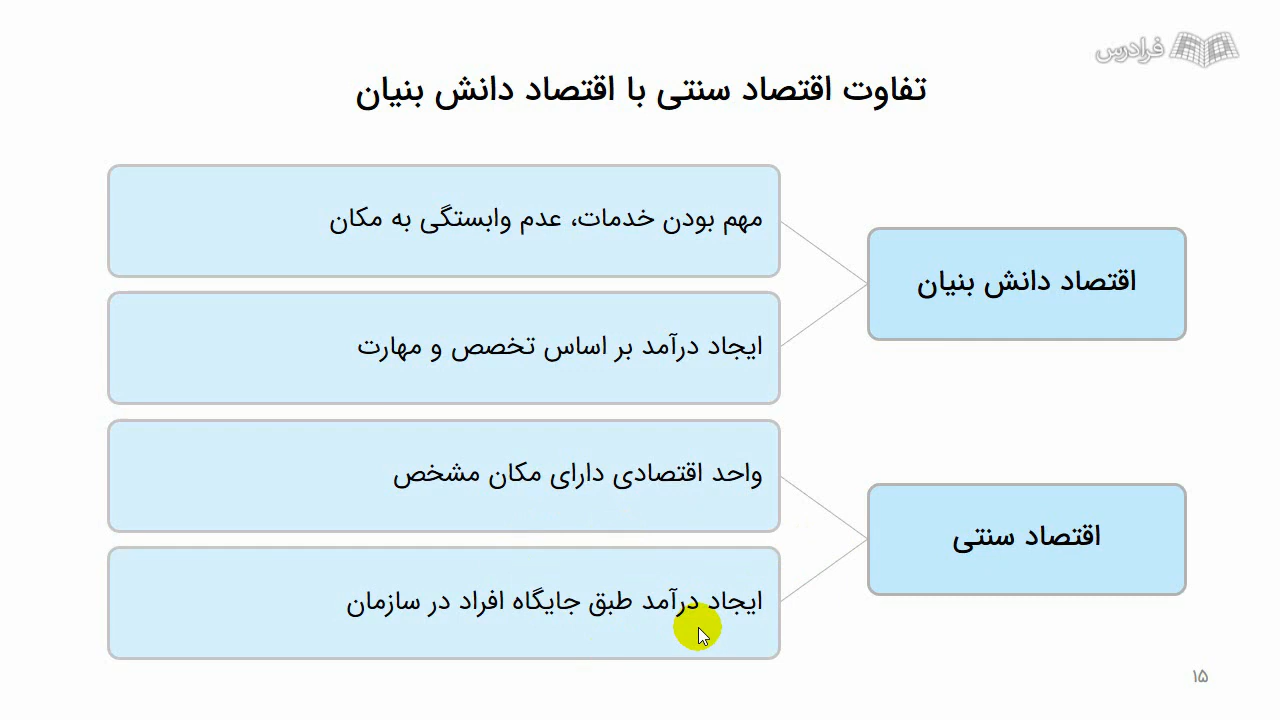 فرادرس
تفاوت اقتصاد سنتی با اقتصاد دانش بنیان
اقتصاد دانش بنیان
مهم بودن خدمات، عدم وابستگی به مکان
ایجاد درآمد بر اساس تخصص و مهارت
اقتصاد سنتی
واحد اقتصادی دارای مکان مشخص
ایجاد درآمد طبق جایگاه افراد در سازمان
۱۵